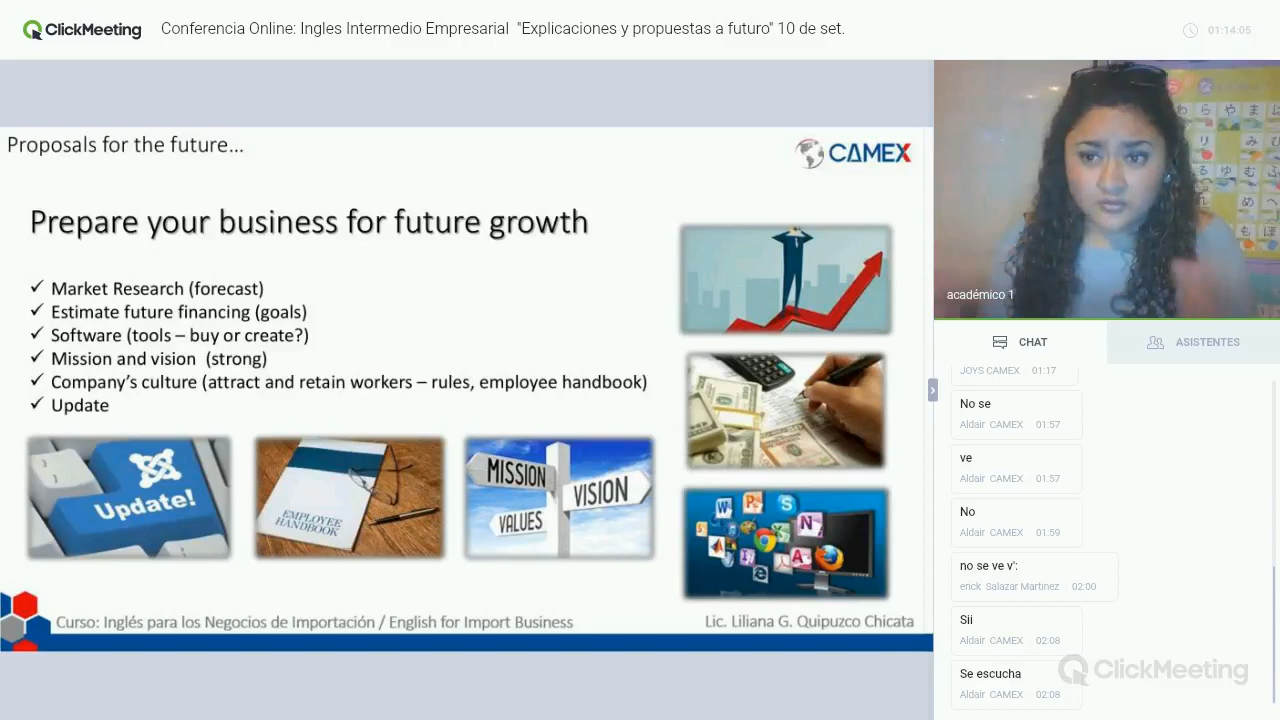 ClickMeeting
Conferencia Online: Ingles Intermedio Empresarial "Explicaciones y propuestas a futuro" 10 de set.
01:14:05
Proposals for the future...
CAMEX
Prepare your business for future growth
✓ Market Research (forecast)
✓ Estimate future financing (goals)
✓ Software (tools – buy or create?)
✓ Mission and vision (strong)
✓ Company's culture (attract and retain workers – rules, employee handbook)
✓ Update
Update!
EMPLOYEE
HANDBOOK
MISSION
VISION
VALUES
Curso: Inglés para los Negocios de Importación / English for Import Business
Lic. Liliana G. Quipuzco Chicata
わ ら や ま
académico 1
CHAT
ASISTENTES
JOYS CAMEX 01:17
No se
Aldair CAMEX 01:57
ve
Aldair CAMEX 01:57
No
Aldair CAMEX 01:59
no se ve v':
erick Salazar Martinez 02:00
Sii
Aldair CAMEX 02:08
Se escucha
Aldair CAMEX 02:08
ClickMeeting